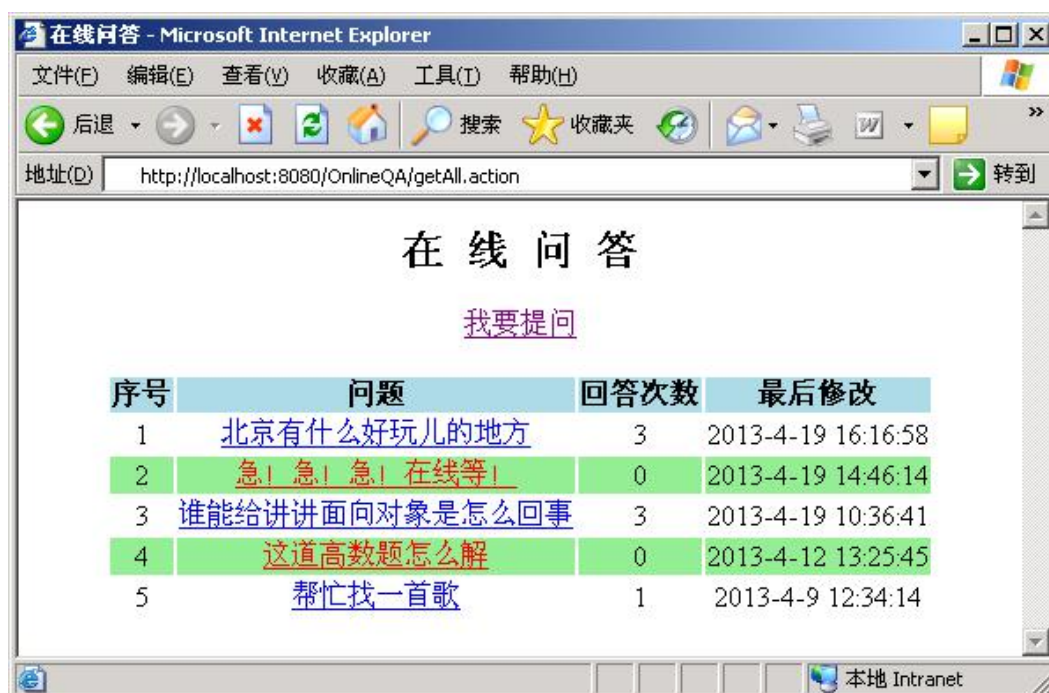 在线问答 - Microsoft Internet Explorer
文件(F) 编辑(E) 查看(V) 收藏(A) 工具(T) 帮助(H)
后退 搜索 收藏夹 »
地址(D) http://localhost:8080/OnlineQA/getAll.action 转到
在 线 问 答
我要提问
序号 问题 回答次数 最后修改
1 北京有什么好玩儿的地方 3 2013-4-19 16:16:58
2 急！急！急！在线等！ 0 2013-4-19 14:46:14
3 谁能给讲讲面向对象是怎么回事 3 2013-4-19 10:36:41
4 这道高数题怎么解 0 2013-4-12 13:25:45
5 帮忙找一首歌 1 2013-4-9 12:34:14
本地 Intranet